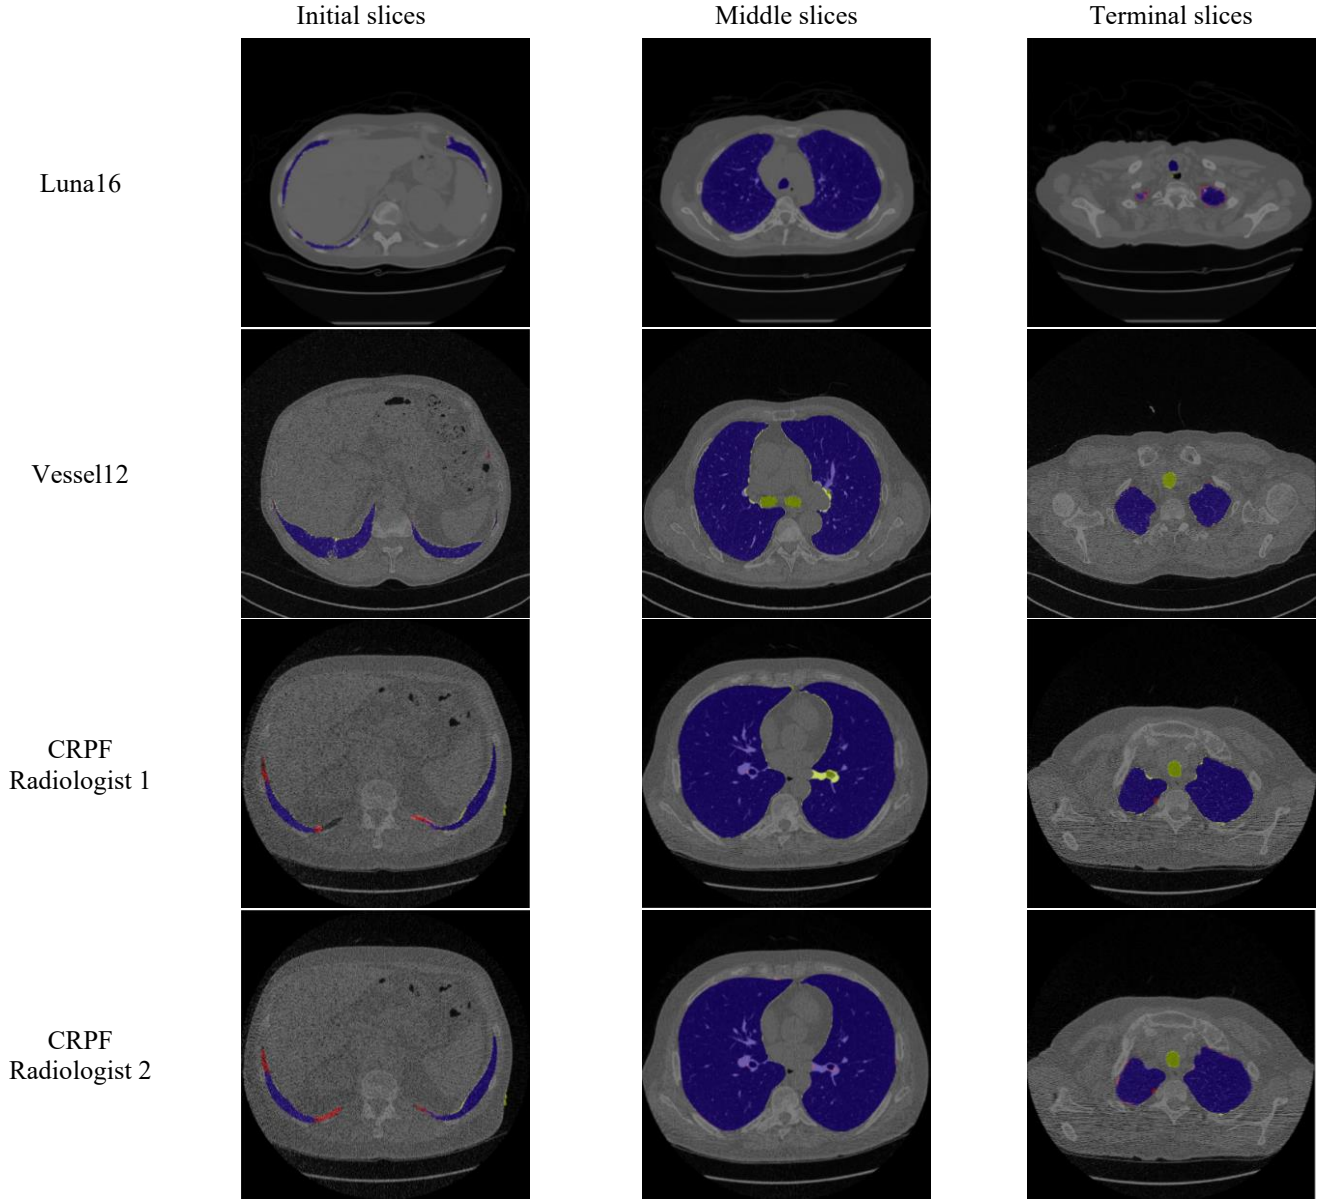 Initial slices
Middle slices
Terminal slices
Luna16
Vessel12
CRPF
Radiologist 1
CRPF
Radiologist 2